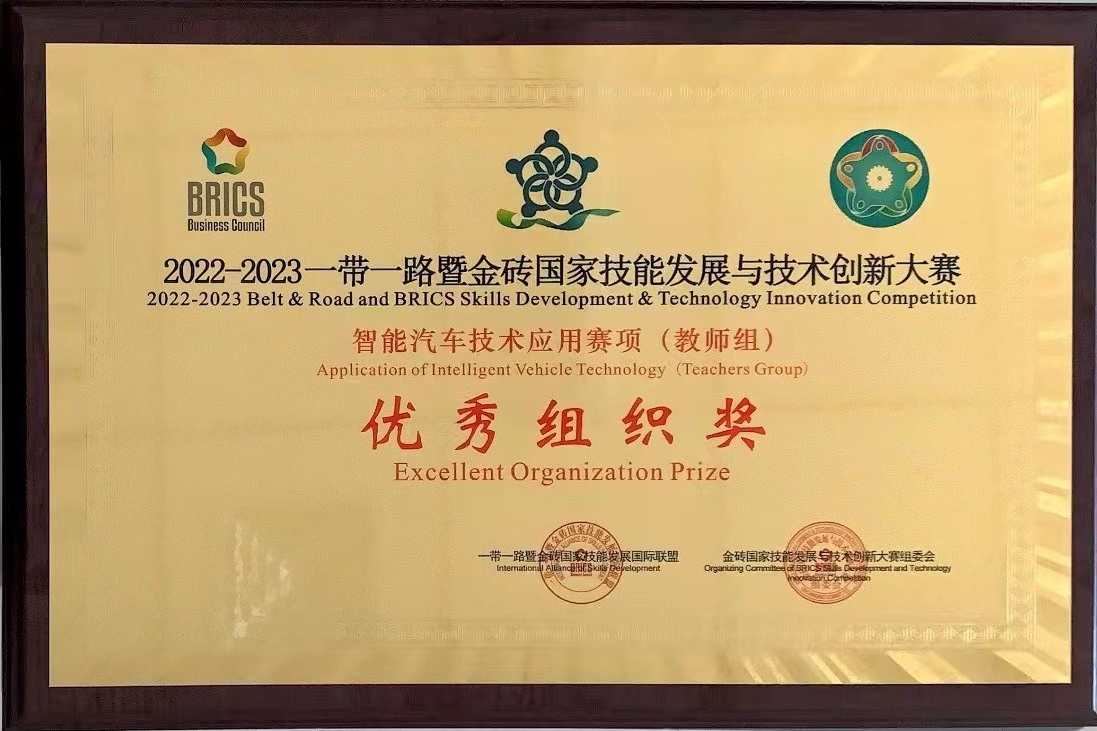 BRICS
Business Council
2022-2023一带一路暨金砖国家技能发展与技术创新大赛
2022-2023 Belt & Road and BRICS Skills Development & Technology Innovation Competition
智能汽车技术应用赛项（教师组）
Application of Intelligent Vehicle Technology (Teachers Group)
优秀组织奖
Excellent Organization Prize
一带一路暨金砖国家技能发展国际联盟
International Alliance of Skills Development
金砖国家技能发展与技术创新大赛组委会
Organizing Committee of BRICS Skills Development and Technology
Innovation Competition